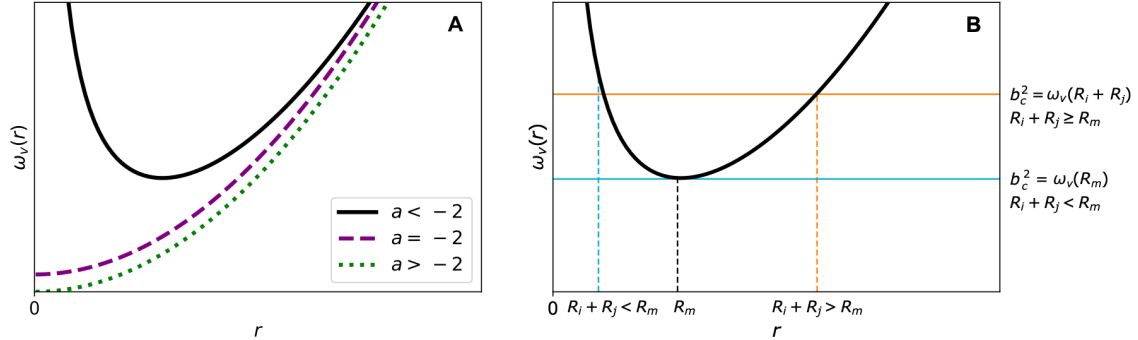 A
ω_v(r)
a < −2
a = −2
a > −2
0
r
B
ω_v(r)
b_c^2 = ω_v(R_i + R_j)
R_i + R_j ≥ R_m
b_c^2 = ω_v(R_m)
R_i + R_j < R_m
0 R_i + R_j < R_m R_m R_i + R_j > R_m
r